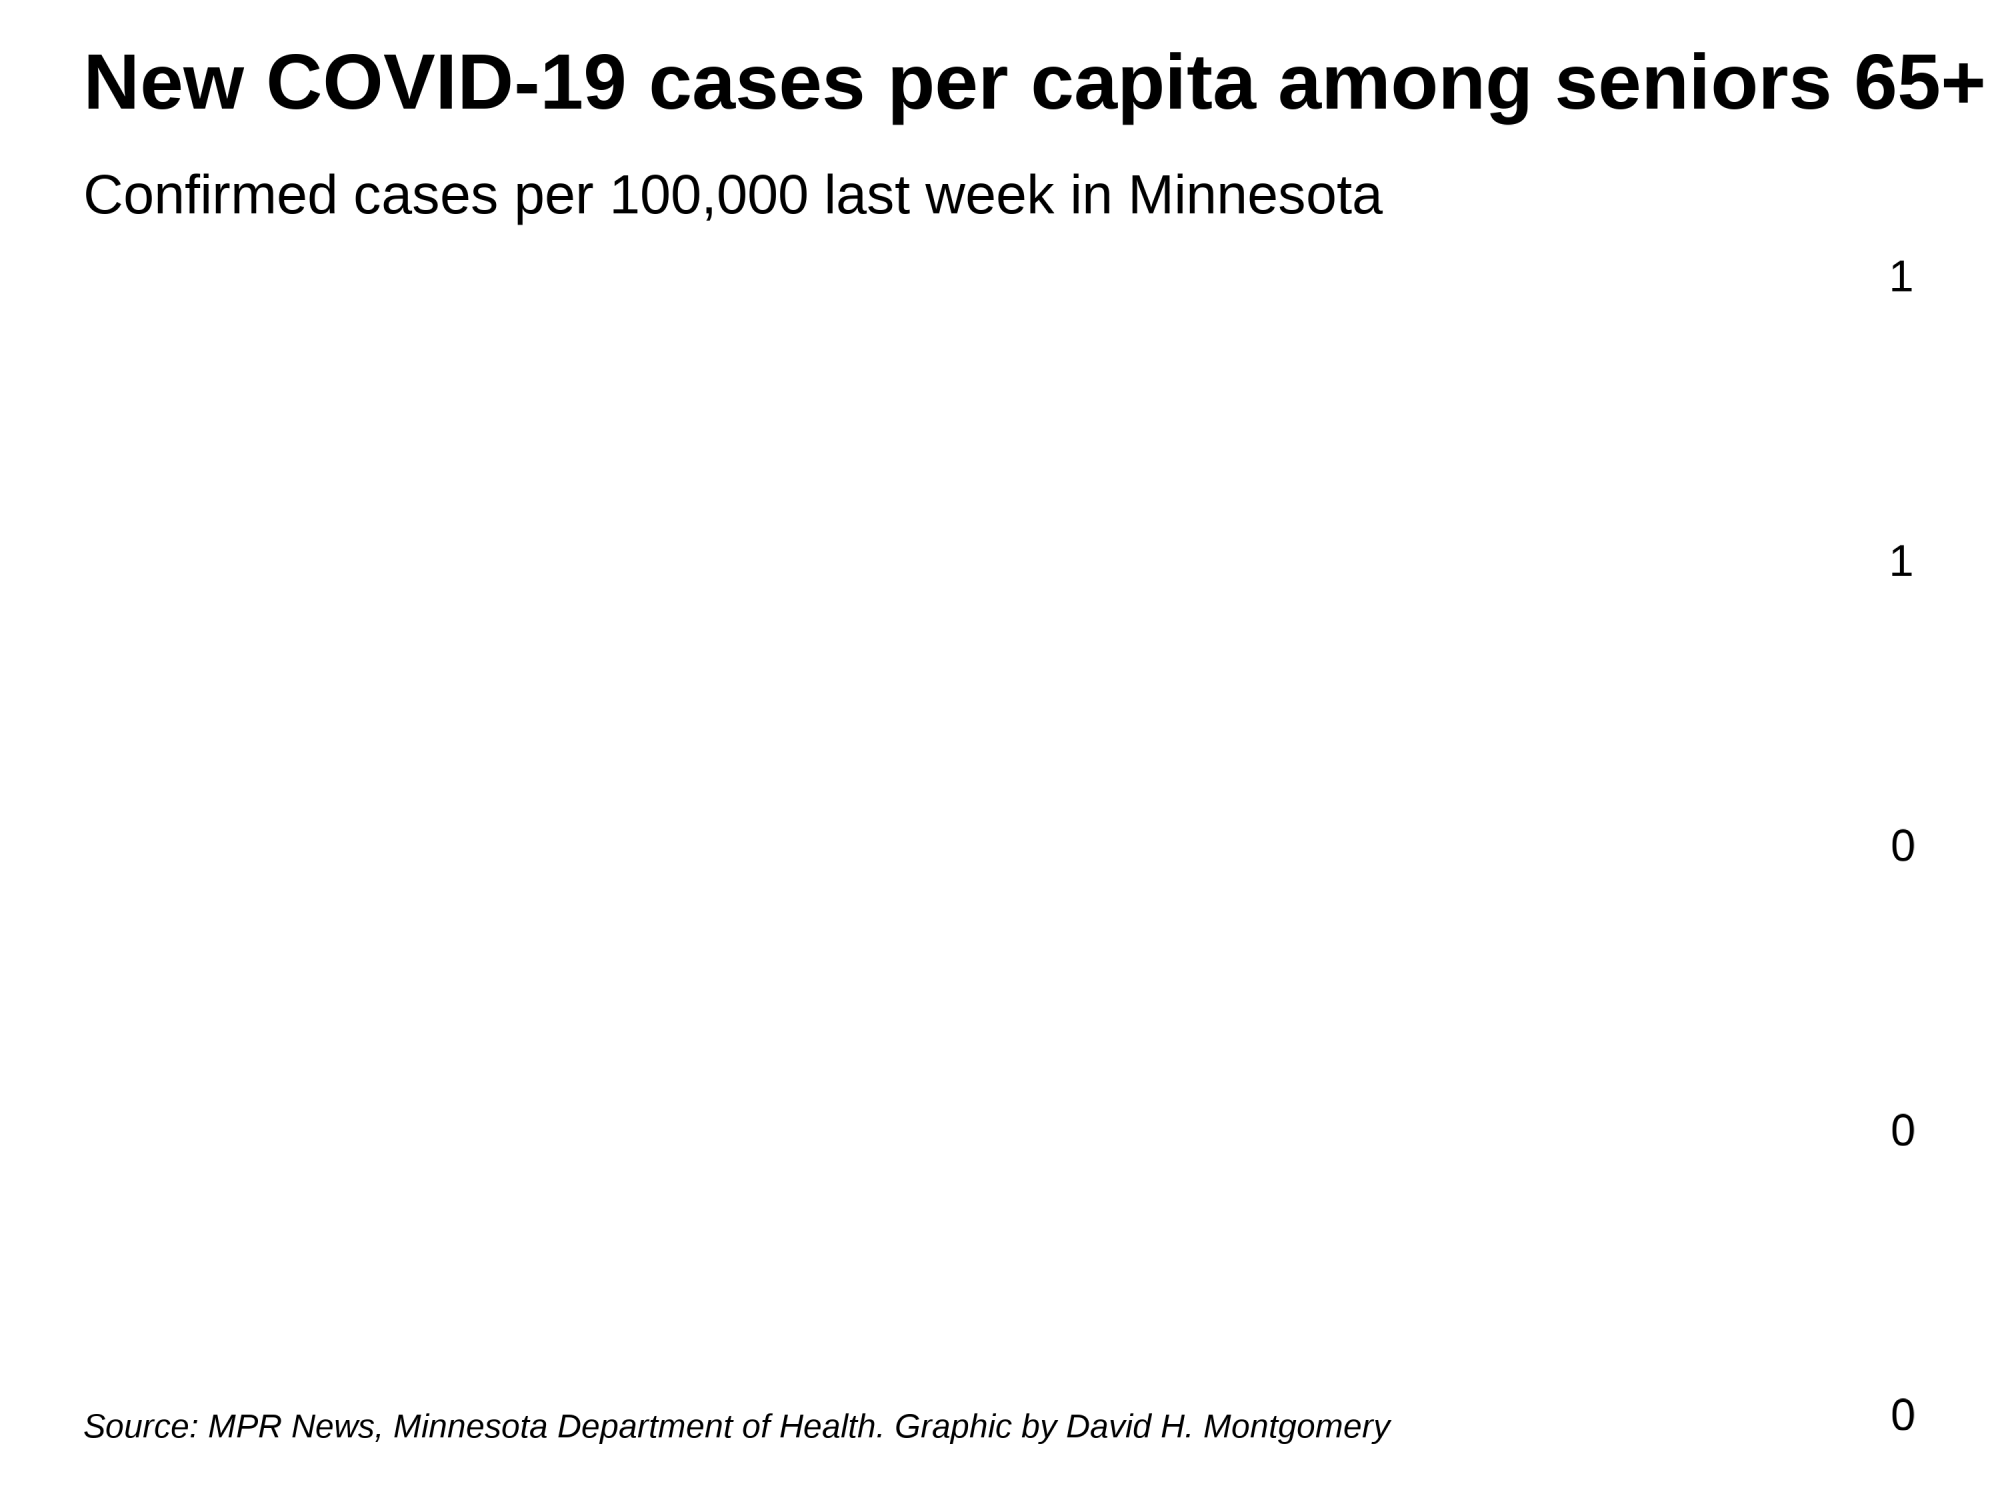 New COVID-19 cases per capita among seniors 65+
Confirmed cases per 100,000 last week in Minnesota
1
1
0
0
0
Source: MPR News, Minnesota Department of Health. Graphic by David H. Montgomery